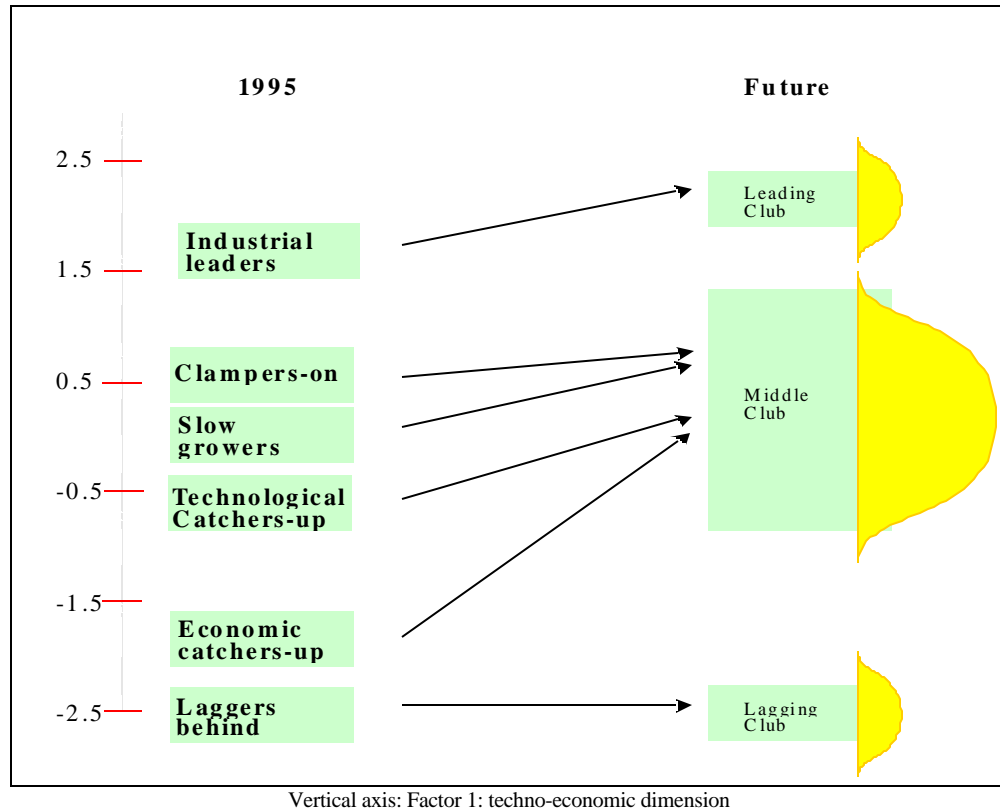 1995
Future
2.5
1.5
0.5
-0.5
-1.5
-2.5
Industrial
leaders
Clampers-on
Slow
growers
Technological
Catchers-up
Economic
catchers-up
Laggers
behind
Leading
Club
Middle
Club
Lagging
Club
Vertical axis: Factor 1: techno-economic dimension